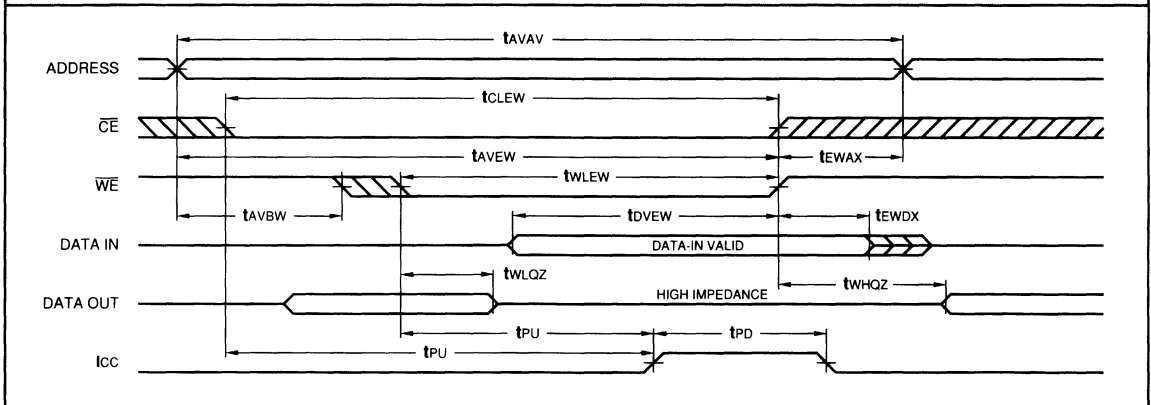 tAVAV
ADDRESS
tCLEW
CE
tAVEW
tEWAX
tWLEW
WE
tAVBW
tDVEW
tEWDX
DATA IN
DATA-IN VALID
tWLQZ
tWHQZ
DATA OUT
HIGH IMPEDANCE
tPU
tPD
tPU
ICC